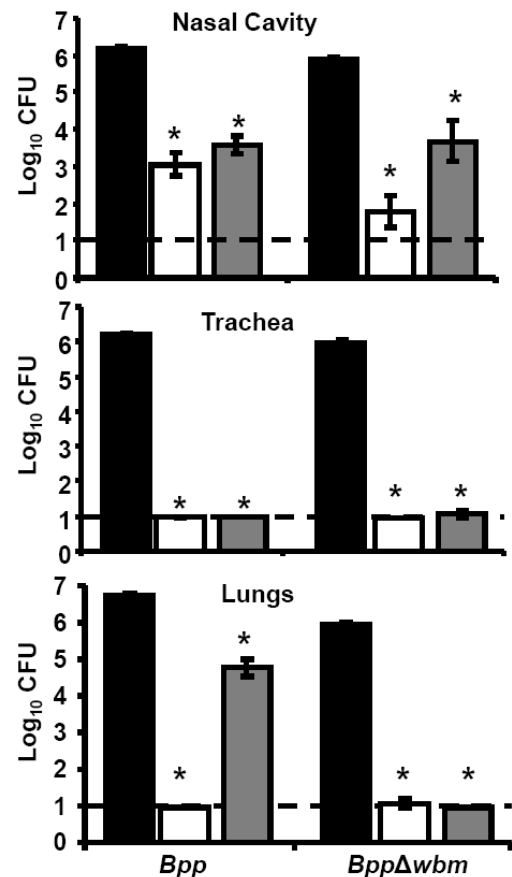 Nasal Cavity
Log10 CFU
7
6
5
4
3
2
1
0
* * * *
Trachea
Log10 CFU
7
6
5
4
3
2
1
0
* * * *
Lungs
Log10 CFU
7
6
5
4
3
2
1
0
* * * *
Bpp BppΔwbm